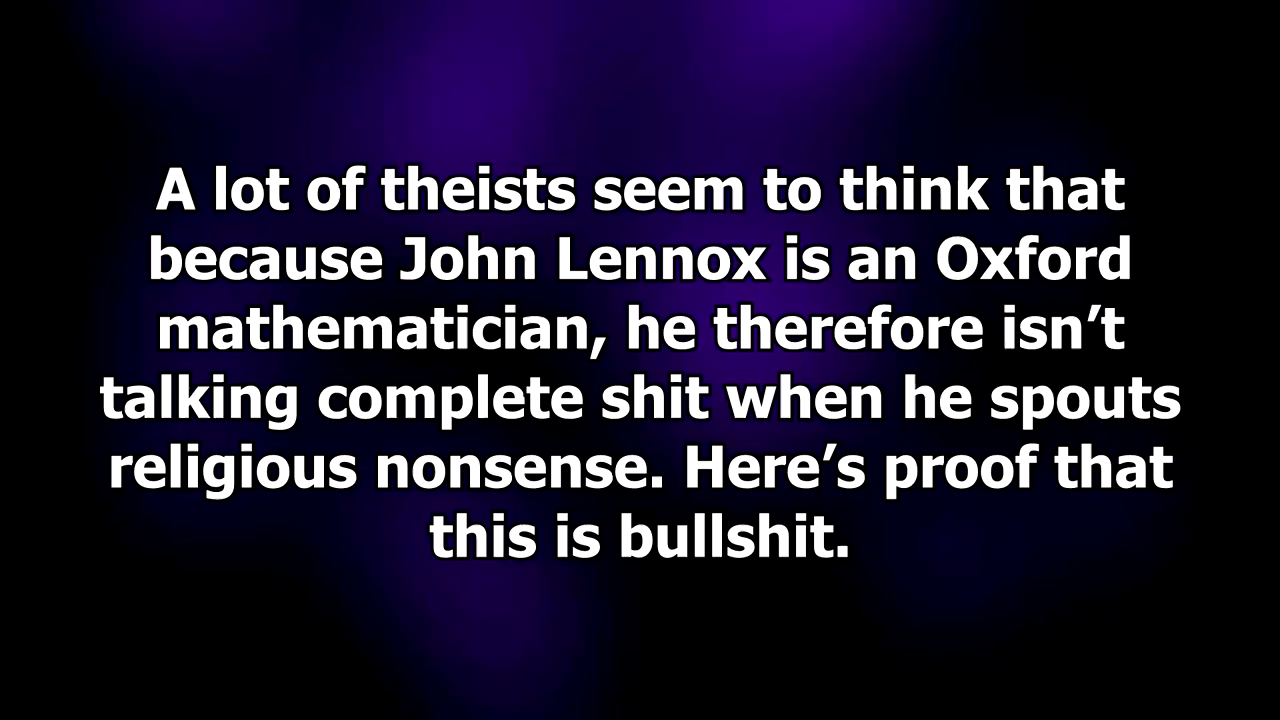 A lot of theists seem to think that
because John Lennox is an Oxford
mathematician, he therefore isn’t
talking complete shit when he spouts
religious nonsense. Here’s proof that
this is bullshit.